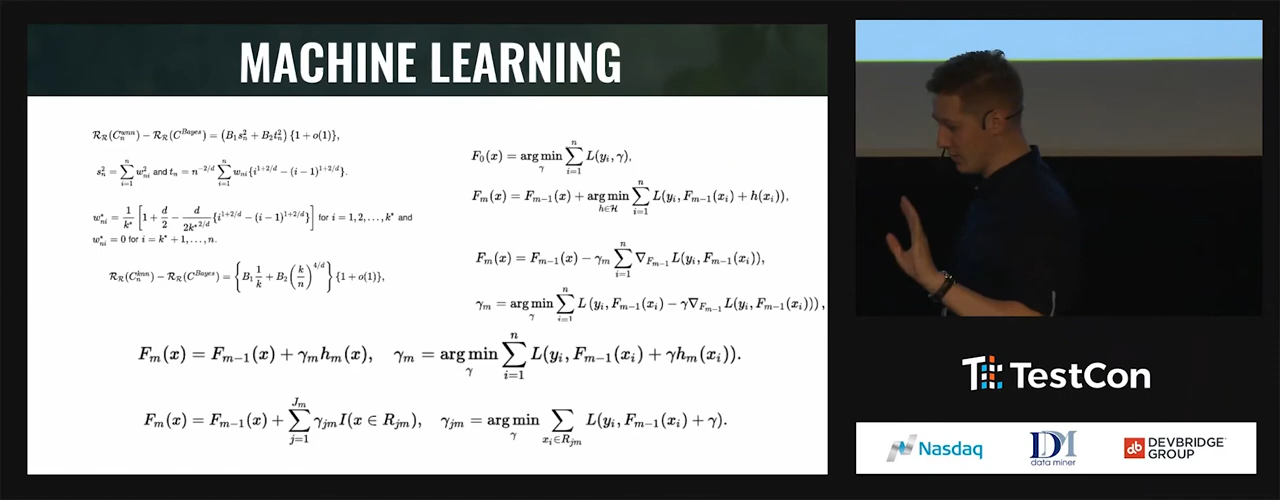 MACHINE LEARNING
𝓡_𝓡(C_n^{wnn}) − 𝓡_𝓡(C^{Bayes}) = (B_1 s_n^2 + B_2 t_n^2) {1 + o(1)},
s_n^2 = ∑_{i=1}^{n} w_{ni}^2 and t_n = n^{−2/d} ∑_{i=1}^{n} w_{ni}{i^{1+2/d} − (i − 1)^{1+2/d}}.
w_{ni}^* = \frac{1}{k^*} [1 + \frac{d}{2} − \frac{d}{2k^{*2/d}} {i^{1+2/d} − (i − 1)^{1+2/d}}] for i = 1, 2, …, k^* and
w_{ni}^* = 0 for i = k^* + 1, …, n.
𝓡_𝓡(C_n^{knn}) − 𝓡_𝓡(C^{Bayes}) = {B_1 \frac{1}{k} + B_2 (\frac{k}{n})^{4/d}} {1 + o(1)},
F_0(x) = arg min_γ ∑_{i=1}^{n} L(y_i, γ),
F_m(x) = F_{m−1}(x) + arg min_{h∈𝓗} ∑_{i=1}^{n} L(y_i, F_{m−1}(x_i) + h(x_i)),
F_m(x) = F_{m−1}(x) − γ_m ∑_{i=1}^{n} ∇_{F_{m−1}} L(y_i, F_{m−1}(x_i)),
γ_m = arg min_γ ∑_{i=1}^{n} L (y_i, F_{m−1}(x_i) − γ∇_{F_{m−1}} L(y_i, F_{m−1}(x_i))),
F_m(x) = F_{m−1}(x) + γ_m h_m(x), γ_m = arg min_γ ∑_{i=1}^{n} L(y_i, F_{m−1}(x_i) + γh_m(x_i)).
F_m(x) = F_{m−1}(x) + ∑_{j=1}^{J_m} γ_{jm} I(x ∈ R_{jm}), γ_{jm} = arg min_γ ∑_{x_i∈R_{jm}} L(y_i, F_{m−1}(x_i) + γ).
TestCon
Nasdaq
DM
data miner
db DEVBRIDGE
GROUP